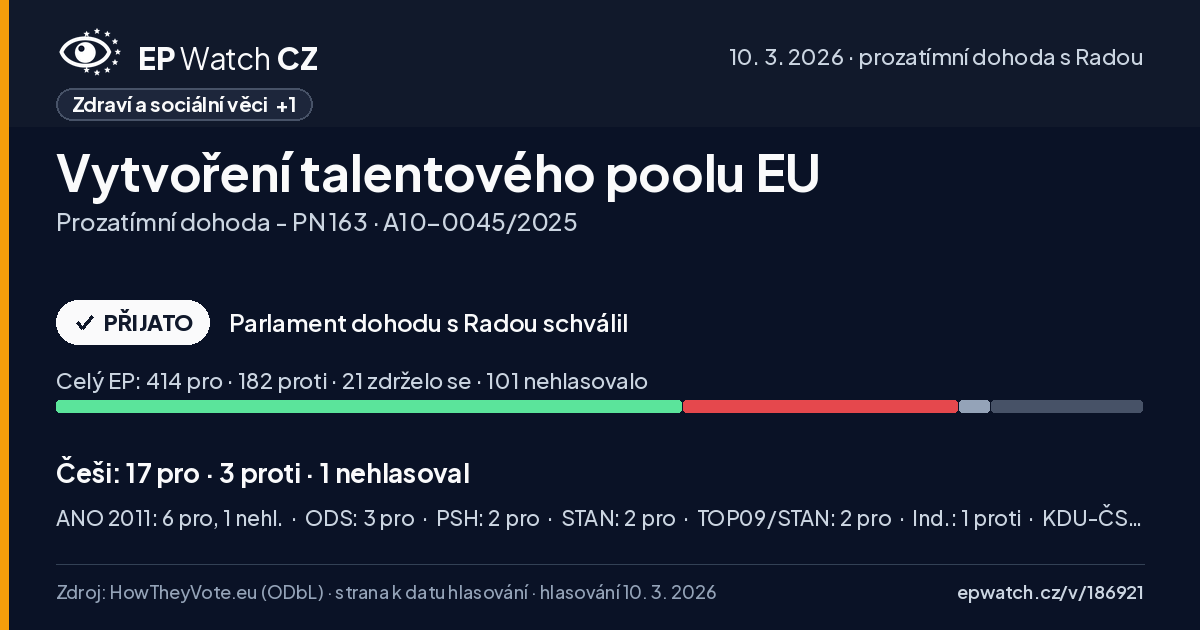 EP Watch CZ
10. 3. 2026 · prozatímní dohoda s Radou
Zdraví a sociální věci +1
Vytvoření talentového poolu EU
Prozatímní dohoda - PN 163 · A10–0045/2025
✓ PŘIJATO
Parlament dohodu s Radou schválil
Celý EP: 414 pro · 182 proti · 21 zdrželo se · 101 nehlasovalo
Češi: 17 pro · 3 proti · 1 nehlasoval
ANO 2011: 6 pro, 1 nehl. · ODS: 3 pro · PSH: 2 pro · STAN: 2 pro · TOP09/STAN: 2 pro · Ind.: 1 proti · KDU-ČS…
Zdroj: HowTheyVote.eu (ODbL) · strana k datu hlasování · hlasování 10. 3. 2026
epwatch.cz/v/186921